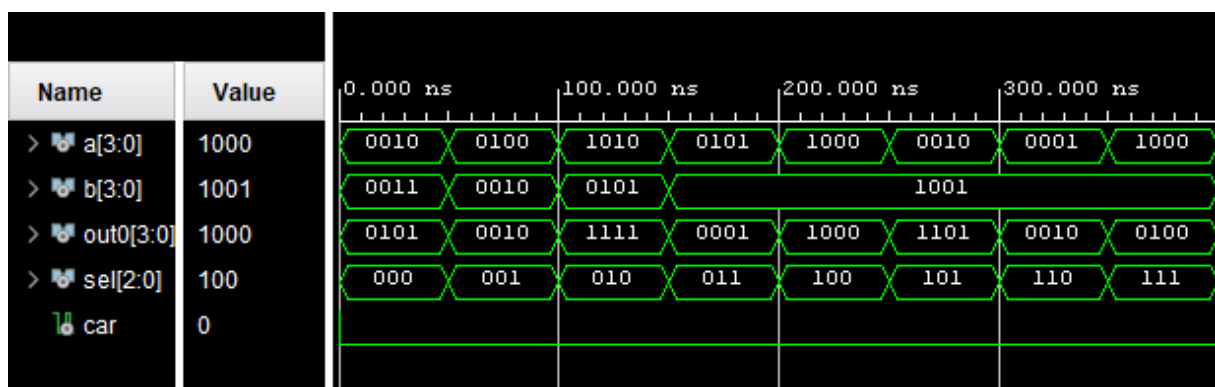 Name Value 0.000 ns 100.000 ns 200.000 ns 300.000 ns
a[3:0] 1000 0010 0100 1010 0101 1000 0010 0001 1000
b[3:0] 1001 0011 0010 0101 1001
out0[3:0] 1000 0101 0010 1111 0001 1000 1101 0010 0100
sel[2:0] 100 000 001 010 011 100 101 110 111
car 0